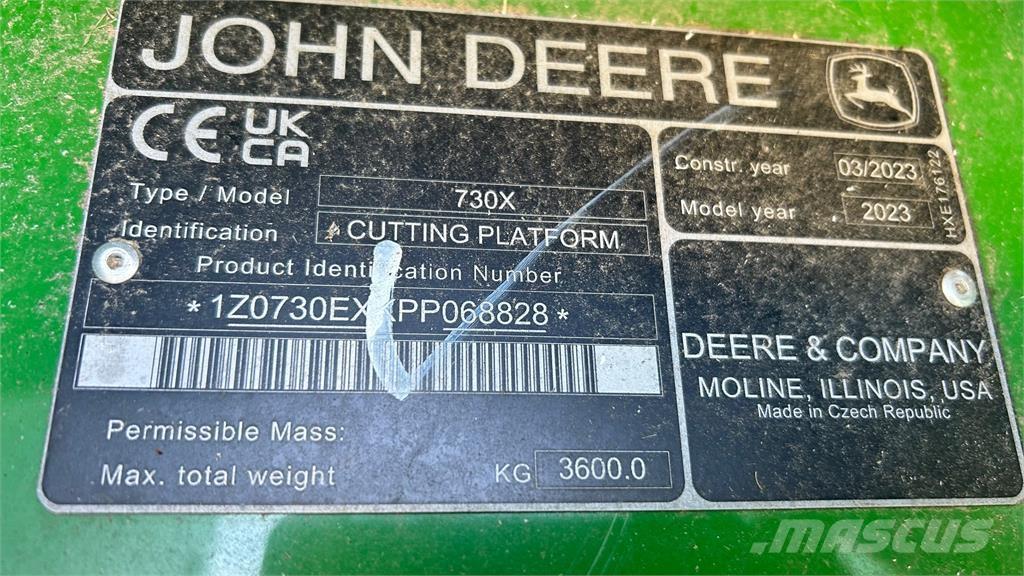 JOHN DEERE
CE UK
CA
Type / Model 730X
Identification CUTTING PLATFORM
Product Identification Number
*1Z0730EXXPP068828*
Permissible Mass:
Max. total weight KG 3600.0
Constr. year 03/2023
Model year 2023
HXE176122
DEERE & COMPANY
MOLINE, ILLINOIS, USA
Made in Czech Republic
MASCUS